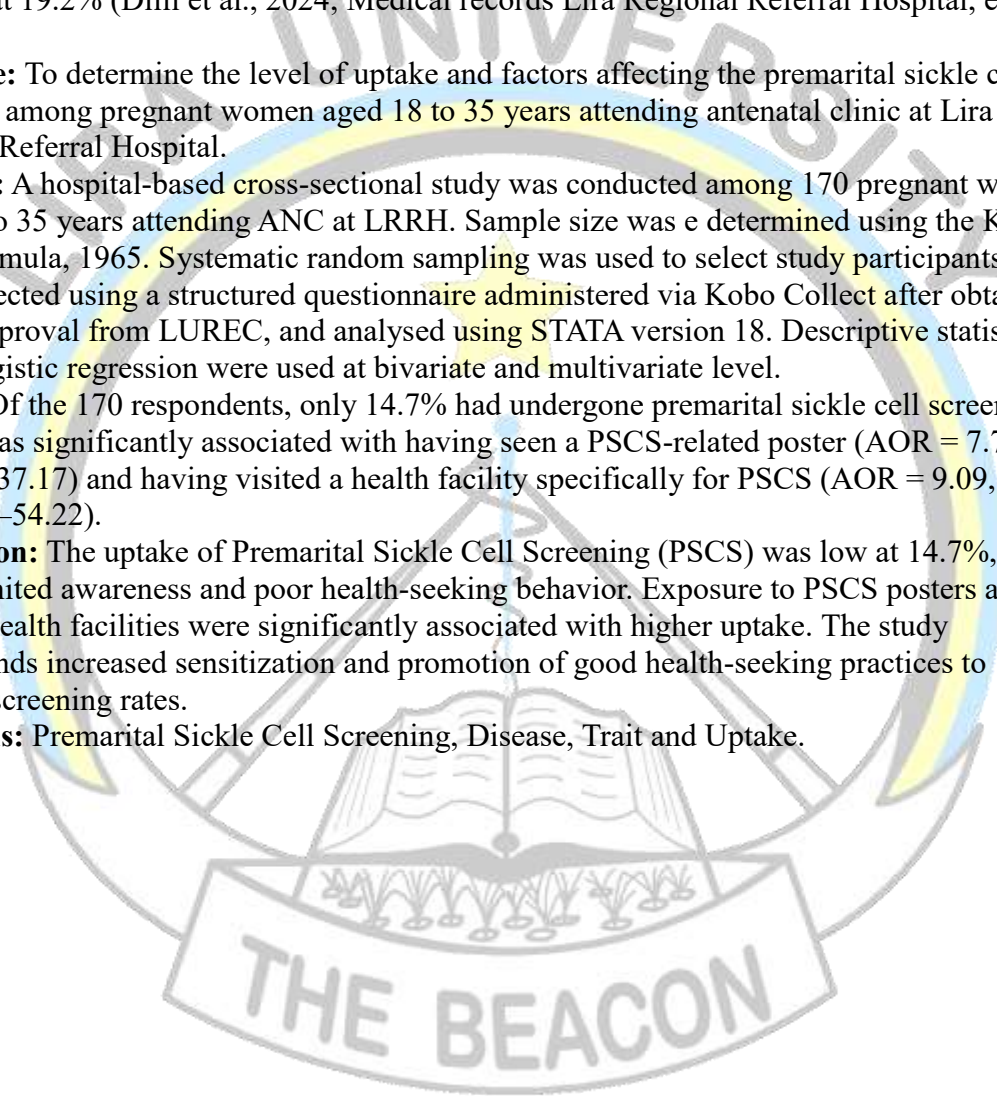 at 19.2% et al., 2024; Medical records Lira Regional Referral Hospital,
e: To determine the level of uptake and factors affecting the premarital sickle c
among pregnant women aged 18 to 35 years attending antenatal clinic at Lira
Referral Hospital.
: A hospital-based cross-sectional study was conducted among 170 pregnant w
o 35 years attending ANC at LRRH. Sample size was e determined using the K
mula, 1965. Systematic random sampling was used to select study participants
ected using a structured questionnaire administered via Kobo Collect after obta
proval from LUREC, and analysed using STATA version 18. Descriptive statis
gistic regression were used at bivariate and multivariate level.
Of the 170 respondents, only 14.7% had undergone premarital sickle cell screen
as significantly associated with having seen a PSCS-related poster (AOR = 7.7
37.17) and having visited a health facility specifically for PSCS (AOR = 9.09,
–54.22).
on: The uptake of Premarital Sickle Cell Screening (PSCS) was low at 14.7%,
nited awareness and poor health-seeking behavior. Exposure to PSCS posters a
ealth facilities were significantly associated with higher uptake. The study
nds increased sensitization and promotion of good health-seeking practices to
screening rates.
s: Premarital Sickle Cell Screening, Disease, Trait and Uptake.
LIRA UNIVERSITY
THE BEACON